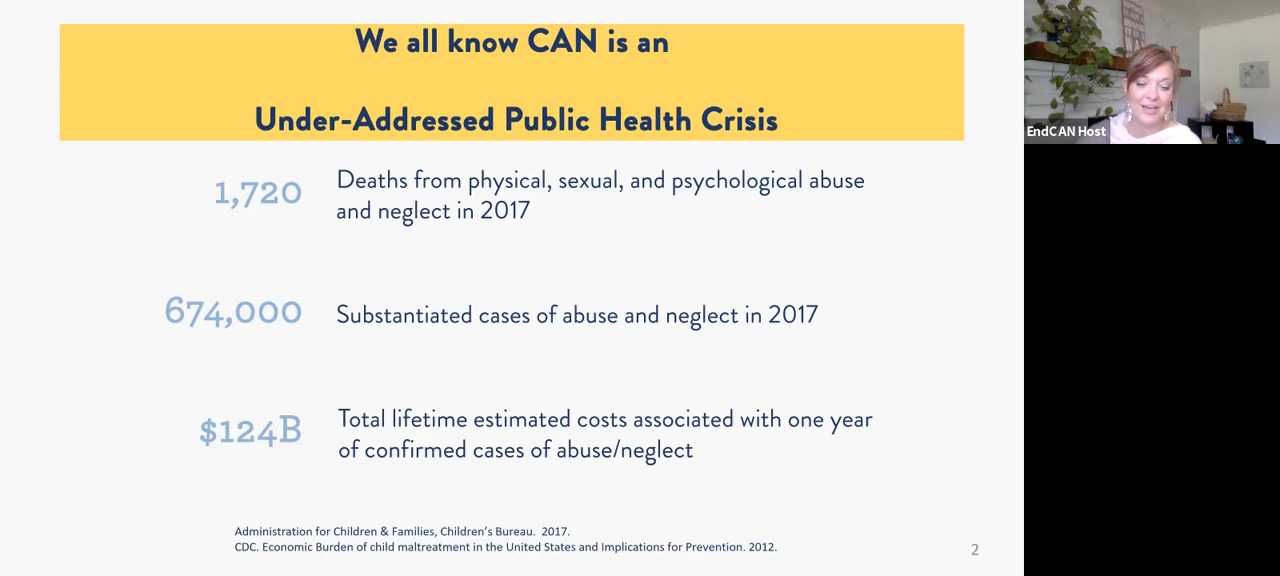 We all know CAN is an
Under-Addressed Public Health Crisis
1,720
Deaths from physical, sexual, and psychological abuse
and neglect in 2017
674,000
Substantiated cases of abuse and neglect in 2017
$124B
Total lifetime estimated costs associated with one year
of confirmed cases of abuse/neglect
Administration for Children & Families, Children's Bureau. 2017.
CDC. Economic Burden of child maltreatment in the United States and Implications for Prevention. 2012.
2
EndCAN Host